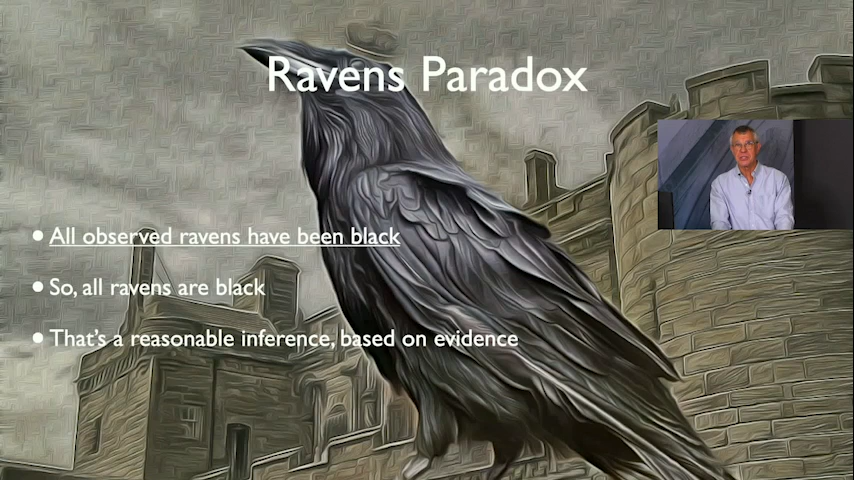 Ravens Paradox
• All observed ravens have been black
• So, all ravens are black
• That's a reasonable inference, based on evidence